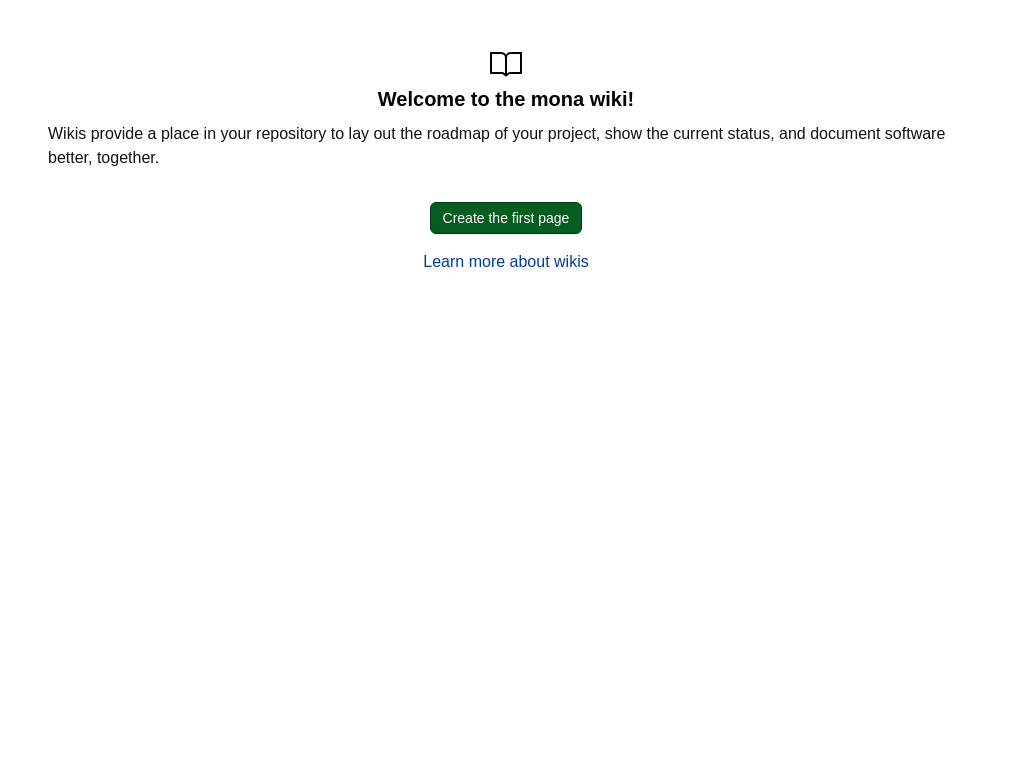 Welcome to the mona wiki!
Wikis provide a place in your repository to lay out the roadmap of your project, show the current status, and document software
better, together.
Create the first page
Learn more about wikis